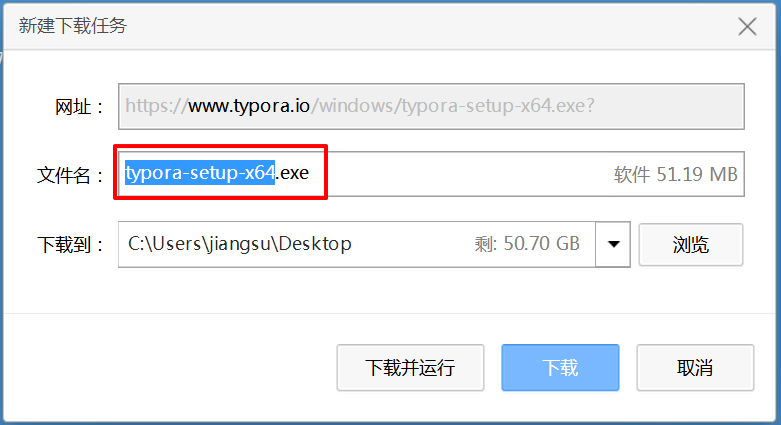 新建下载任务
网址： https://www.typora.io/windows/typora-setup-x64.exe?
文件名： typora-setup-x64.exe 软件 51.19 MB
下载到： C:\Users\jiangsu\Desktop 剩: 50.70 GB 浏览
下载并运行 下载 取消